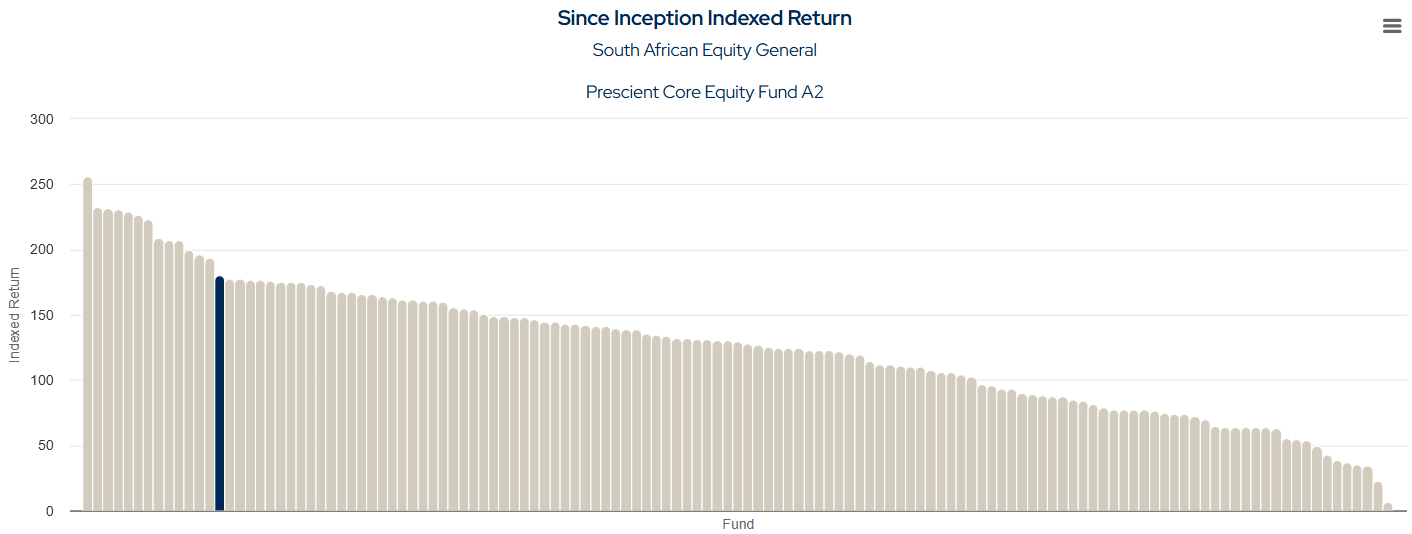 Since Inception Indexed Return
South African Equity General
Prescient Core Equity Fund A2
300
250
200
150
100
50
0
Indexed Return
Fund